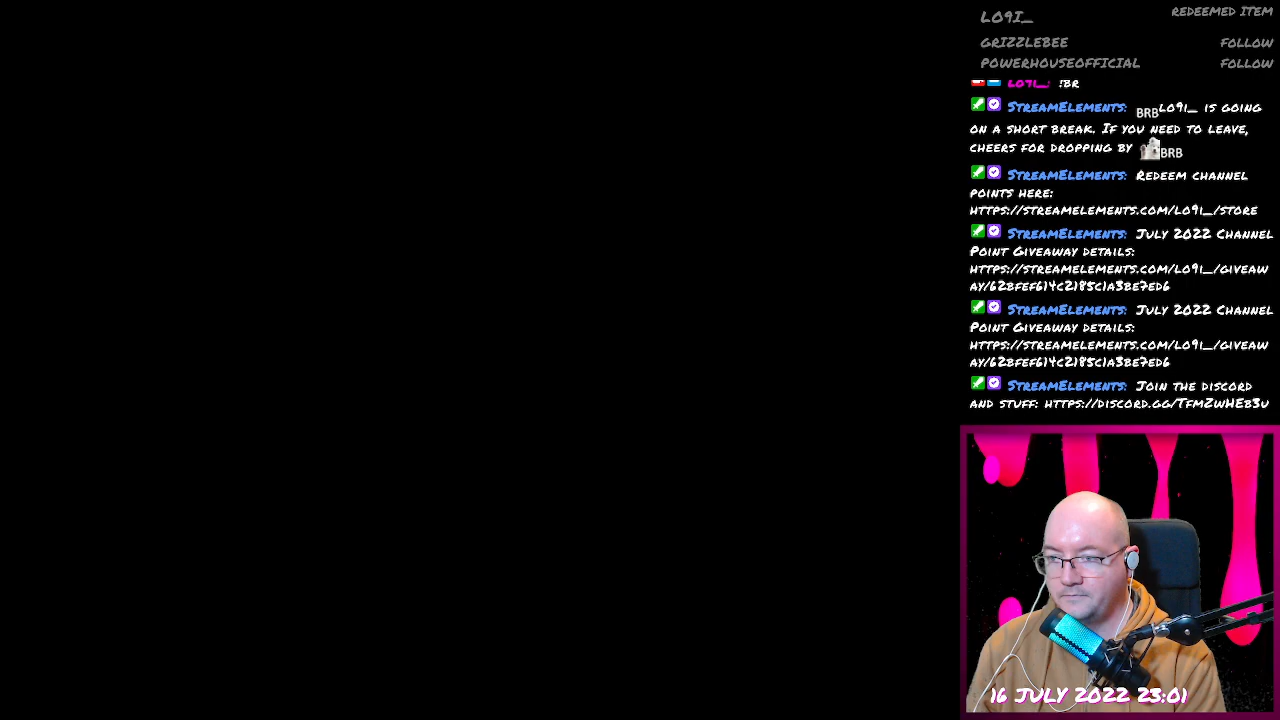 LO9I_ REDEEMED ITEM
GRIZZLEBEE FOLLOW
POWERHOUSEOFFICIAL FOLLOW
LO9I_: !BR
StreamElements: BRB LO9I_ is going
on a short break. If you need to leave,
cheers for dropping by BRB
StreamElements: Redeem channel
points here:
https://streamelements.com/lo9i_/store
StreamElements: July 2022 Channel
Point Giveaway details:
https://streamelements.com/lo9i_/giveaw
ay/62bfef614c2185c1a3be7ed6
StreamElements: July 2022 Channel
Point Giveaway details:
https://streamelements.com/lo9i_/giveaw
ay/62bfef614c2185c1a3be7ed6
StreamElements: Join the discord
and stuff: https://discord.gg/TfmZwHEb3u
16 JULY 2022 23:01